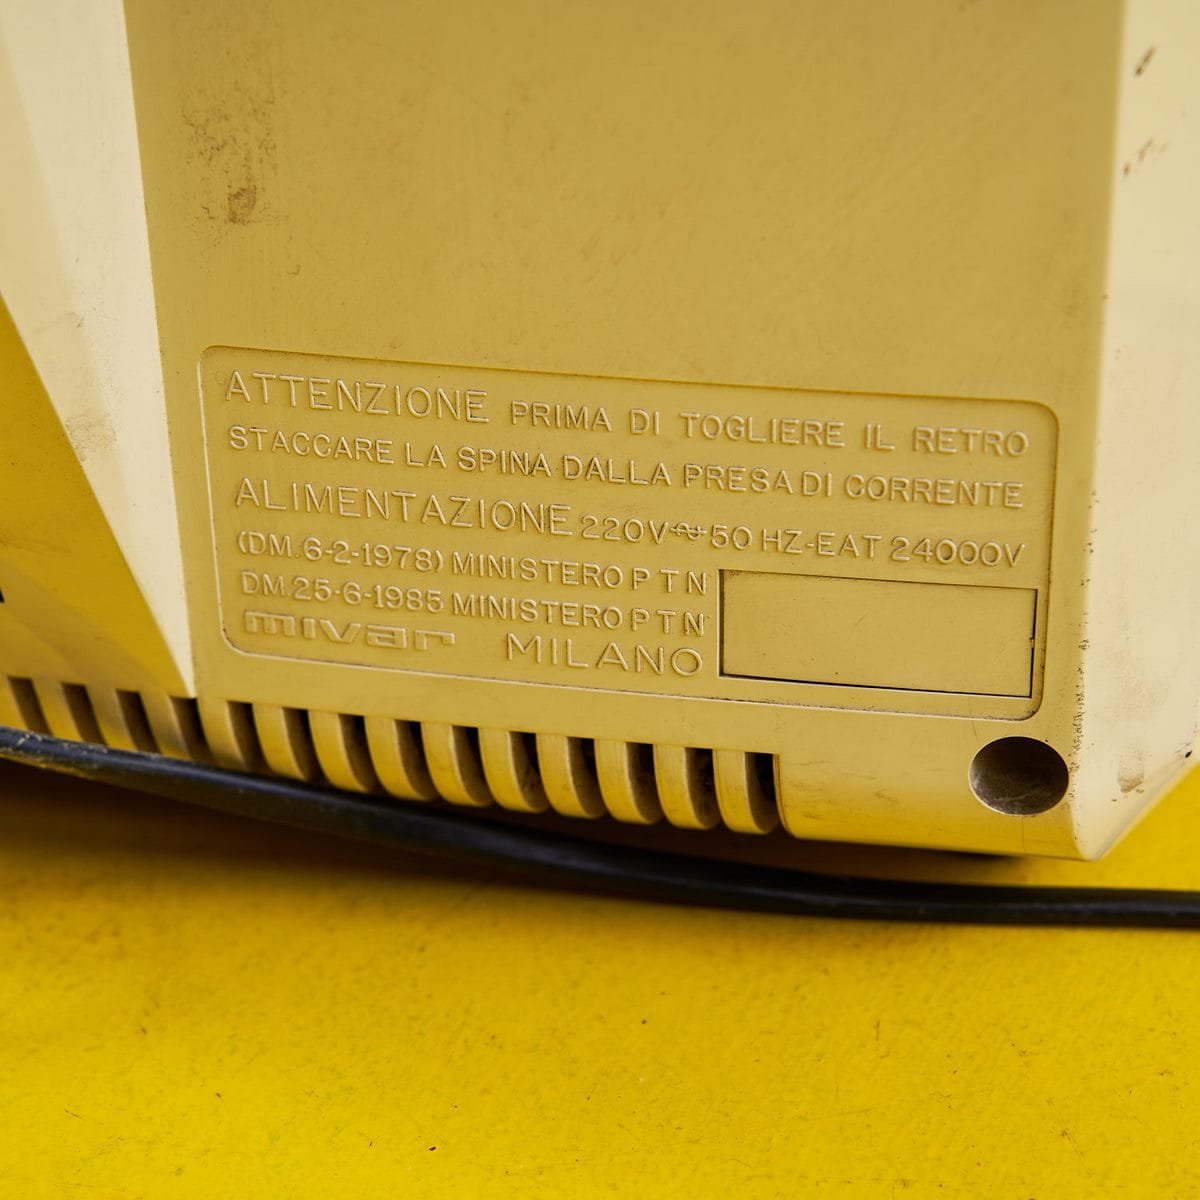 ATTENZIONE PRIMA DI TOGLIERE IL RETRO
STACCARE LA SPINA DALLA PRESA DI CORRENTE
ALIMENTAZIONE 220V~50 HZ-EAT 24000V
(DM.6-2-1978) MINISTERO P T N
DM.25-6-1985 MINISTERO P T N
mivar MILANO